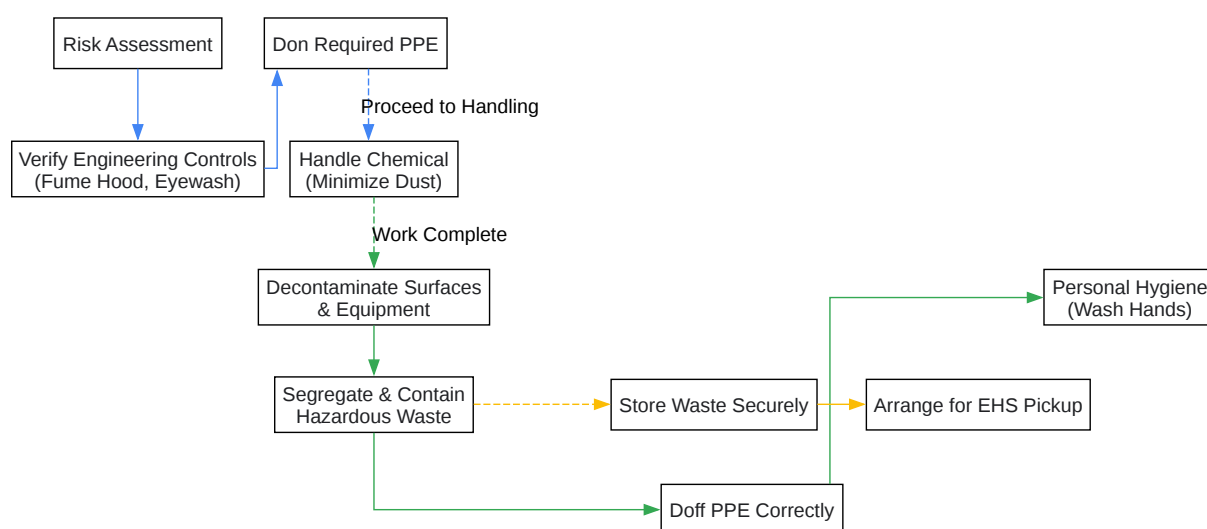 Risk Assessment
Don Required PPE
Proceed to Handling
Verify Engineering Controls
(Fume Hood, Eyewash)
Handle Chemical
(Minimize Dust)
Work Complete
Decontaminate Surfaces
& Equipment
Personal Hygiene
(Wash Hands)
Segregate & Contain
Hazardous Waste
Store Waste Securely
Arrange for EHS Pickup
Doff PPE Correctly